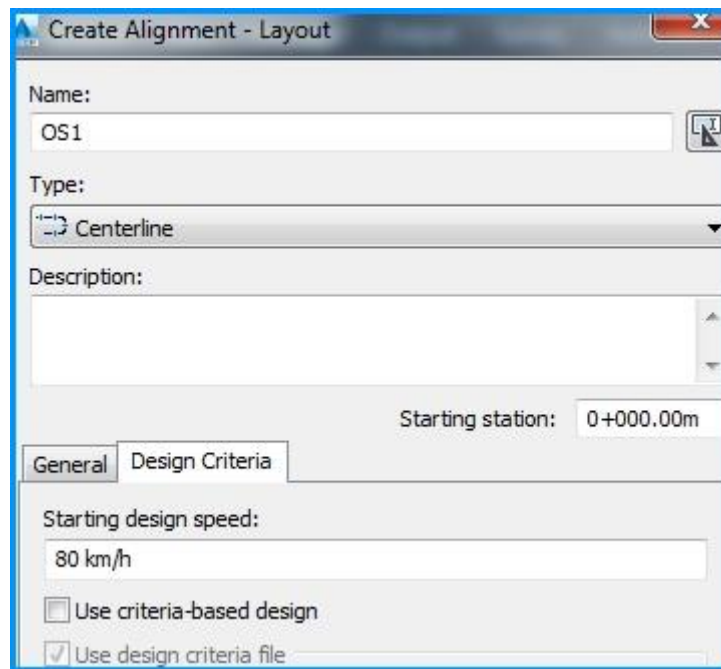 Create Alignment - Layout
Name:
OS1
Type:
Centerline
Description:
Starting station: 0+000.00m
General Design Criteria
Starting design speed:
80 km/h
Use criteria-based design
Use design criteria file